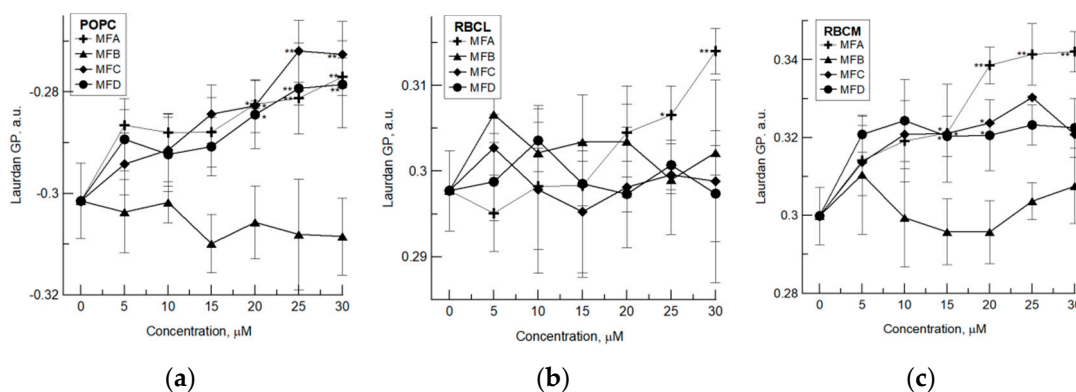 POPC
MFA
MFB
MFC
MFD
Laurdan GP. a.u.
-0.28
-0.3
-0.32
** ** ** ** ** ** * * *
0 5 10 15 20 25 30
Concentration, μM
(a)
RBCL
MFA
MFB
MFC
MFD
Laurdan GP, a.u.
0.31
0.3
0.29
* **
0 5 10 15 20 25 30
Concentration, μM
(b)
RBCM
MFA
MFB
MFC
MFD
Laurdan GP. a.u.
0.34
0.32
0.3
0.28
** ** **
0 5 10 15 20 25 30
Concentration, μM
(c)